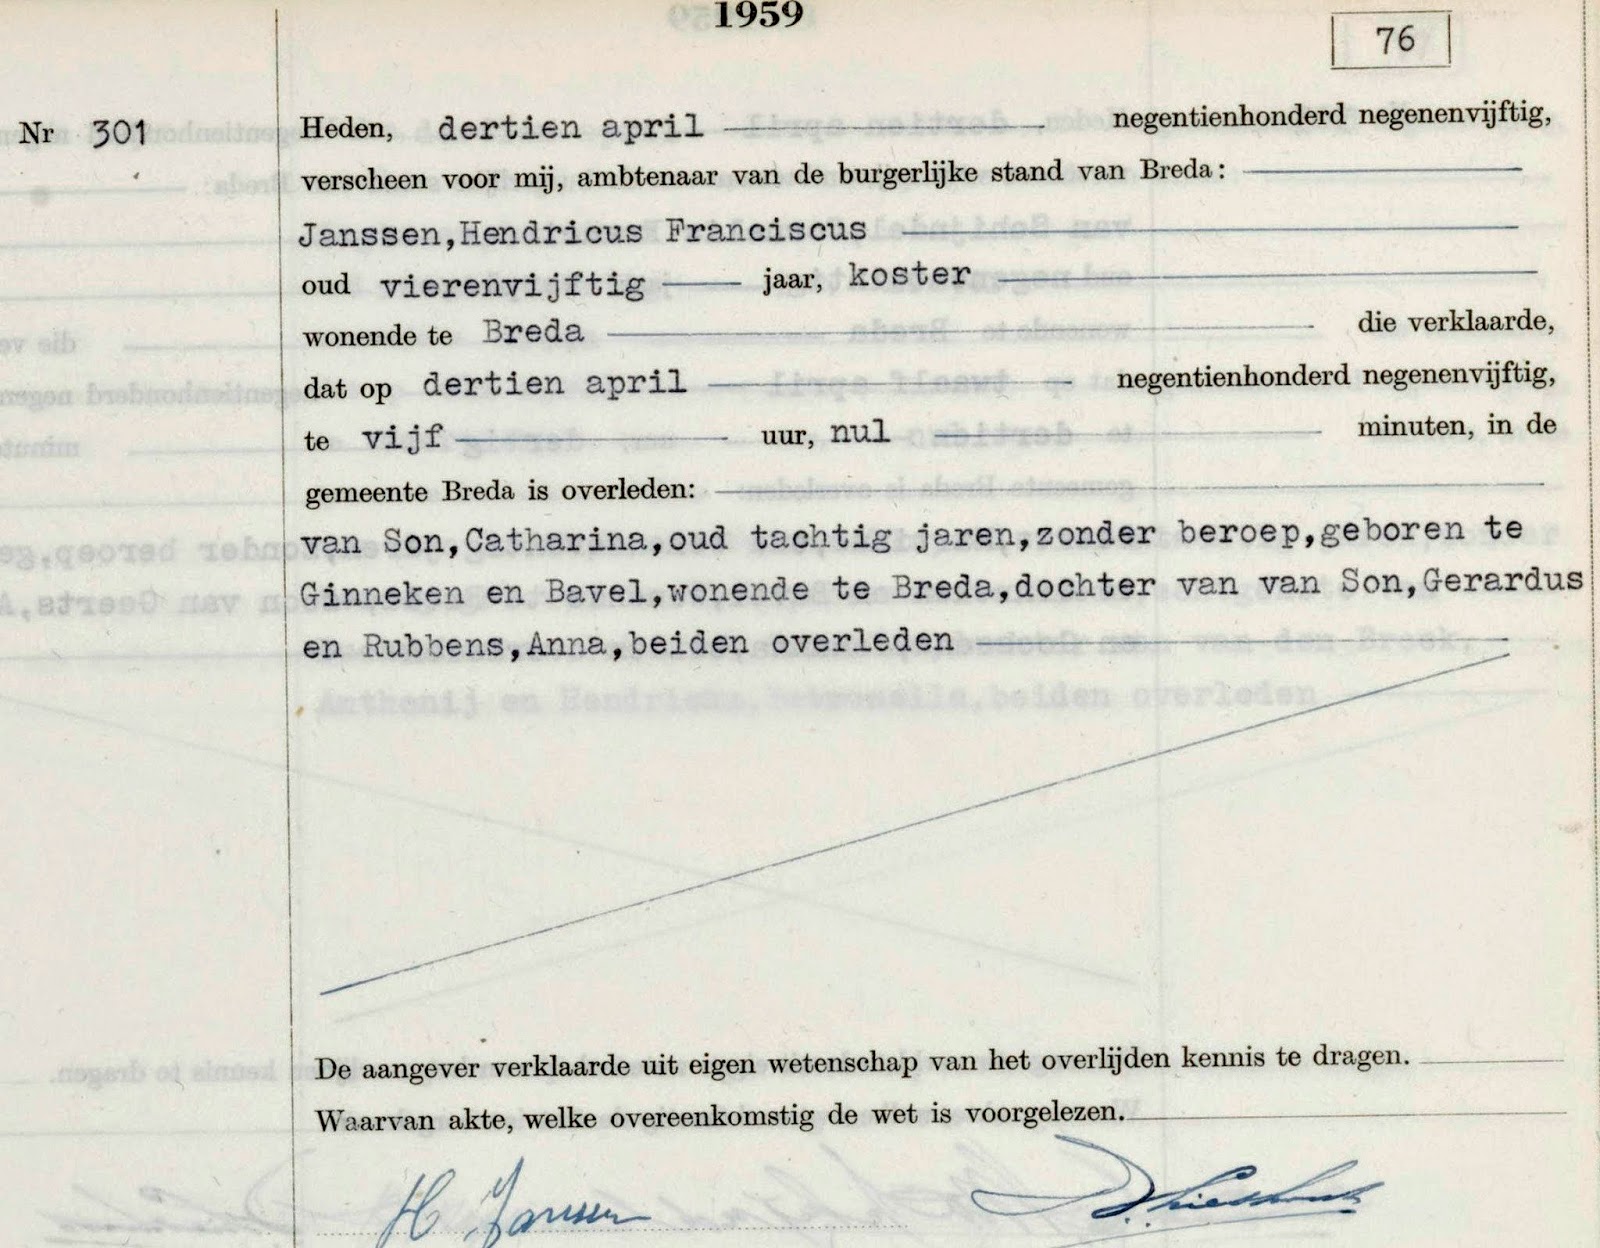 1959
76
Nr 301
Heden, dertien april negentienhonderd negenenvijftig,
verscheen voor mij, ambtenaar van de burgerlijke stand van Breda:
Janssen,Hendricus Franciscus
oud vierenvijftig jaar, koster
wonende te Breda die verklaarde,
dat op dertien april negentienhonderd negenenvijftig,
te vijf uur, nul minuten, in de
gemeente Breda is overleden:
van Son,Catharina,oud tachtig jaren,zonder beroep,geboren te
Ginneken en Bavel,wonende te Breda,dochter van van Son,Gerardus
en Rubbens,Anna,beiden overleden
De aangever verklaarde uit eigen wetenschap van het overlijden kennis te dragen.
Waarvan akte, welke overeenkomstig de wet is voorgelezen.
H Janssen